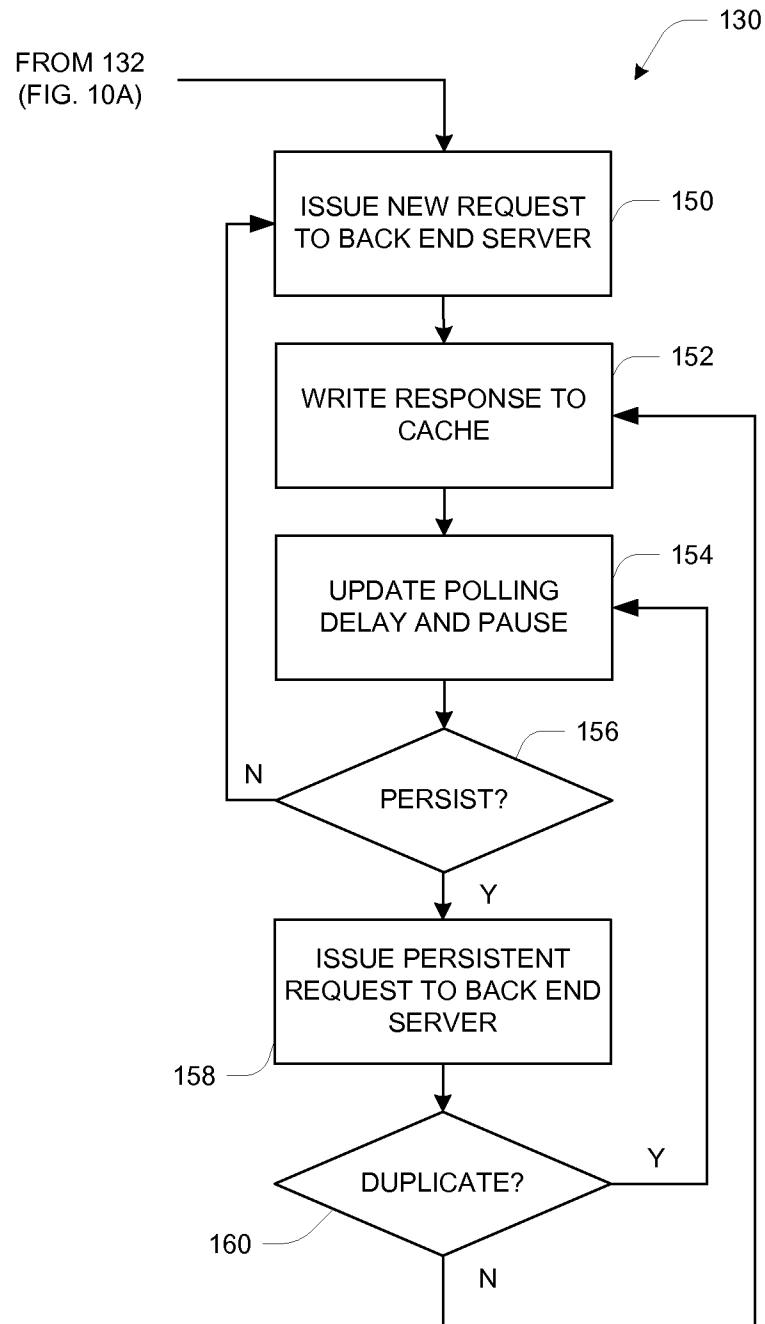 130
FROM 132
(FIG. 10A)
ISSUE NEW REQUEST
TO BACK END SERVER
150
WRITE RESPONSE TO
CACHE
152
UPDATE POLLING
DELAY AND PAUSE
154
156
N
PERSIST?
Y
ISSUE PERSISTENT
REQUEST TO BACK END
SERVER
158
Y
DUPLICATE?
160
N